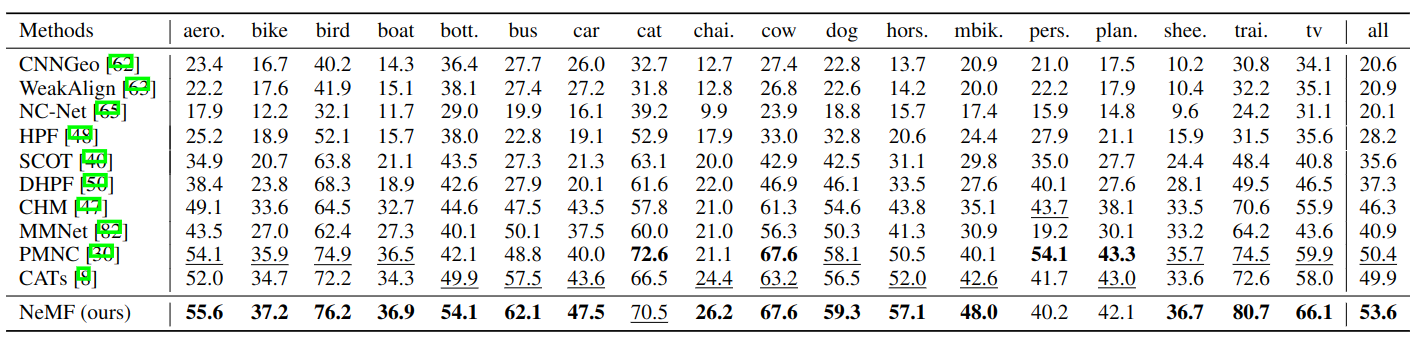 Methods aero. bike bird boat bott. bus car cat chai. cow dog hors. mbik. pers. plan. shee. trai. tv all
CNNGeo [62] 23.4 16.7 40.2 14.3 36.4 27.7 26.0 32.7 12.7 27.4 22.8 13.7 20.9 21.0 17.5 10.2 30.8 34.1 20.6
WeakAlign [63] 22.2 17.6 41.9 15.1 38.1 27.4 27.2 31.8 12.8 26.8 22.6 14.2 20.0 22.2 17.9 10.4 32.2 35.1 20.9
NC-Net [65] 17.9 12.2 32.1 11.7 29.0 19.9 16.1 39.2 9.9 23.9 18.8 15.7 17.4 15.9 14.8 9.6 24.2 31.1 20.1
HPF [48] 25.2 18.9 52.1 15.7 38.0 22.8 19.1 52.9 17.9 33.0 32.8 20.6 24.4 27.9 21.1 15.9 31.5 35.6 28.2
SCOT [40] 34.9 20.7 63.8 21.1 43.5 27.3 21.3 63.1 20.0 42.9 42.5 31.1 29.8 35.0 27.7 24.4 48.4 40.8 35.6
DHPF [50] 38.4 23.8 68.3 18.9 42.6 27.9 20.1 61.6 22.0 46.9 46.1 33.5 27.6 40.1 27.6 28.1 49.5 46.5 37.3
CHM [47] 49.1 33.6 64.5 32.7 44.6 47.5 43.5 57.8 21.0 61.3 54.6 43.8 35.1 43.7 38.1 33.5 70.6 55.9 46.3
MMNet [82] 43.5 27.0 62.4 27.3 40.1 50.1 37.5 60.0 21.0 56.3 50.3 41.3 30.9 19.2 30.1 33.2 64.2 43.6 40.9
PMNC [30] 54.1 35.9 74.9 36.5 42.1 48.8 40.0 72.6 21.1 67.6 58.1 50.5 40.1 54.1 43.3 35.7 74.5 59.9 50.4
CATs [8] 52.0 34.7 72.2 34.3 49.9 57.5 43.6 66.5 24.4 63.2 56.5 52.0 42.6 41.7 43.0 33.6 72.6 58.0 49.9
NeMF (ours) 55.6 37.2 76.2 36.9 54.1 62.1 47.5 70.5 26.2 67.6 59.3 57.1 48.0 40.2 42.1 36.7 80.7 66.1 53.6